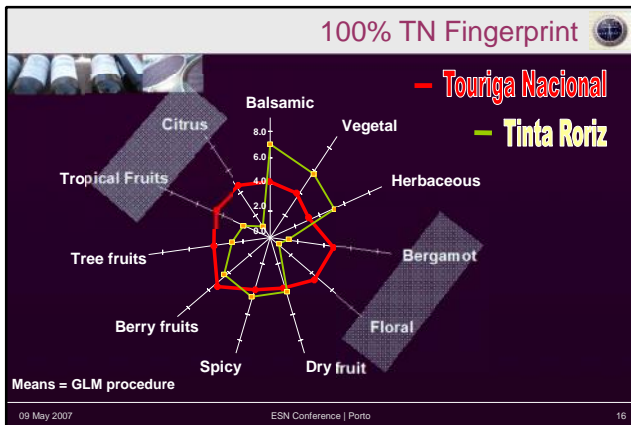 100% TN Fingerprint
Touriga Nacional
Tinta Roriz
Balsamic
Citrus
Vegetal
8.0
6.0
Tropical Fruits
Herbaceous
4.0
2.0
0.0
Tree fruits
Bergamot
Berry fruits
Floral
Spicy
Dry fruit
Means = GLM procedure
09 May 2007
ESN Conference | Porto
16